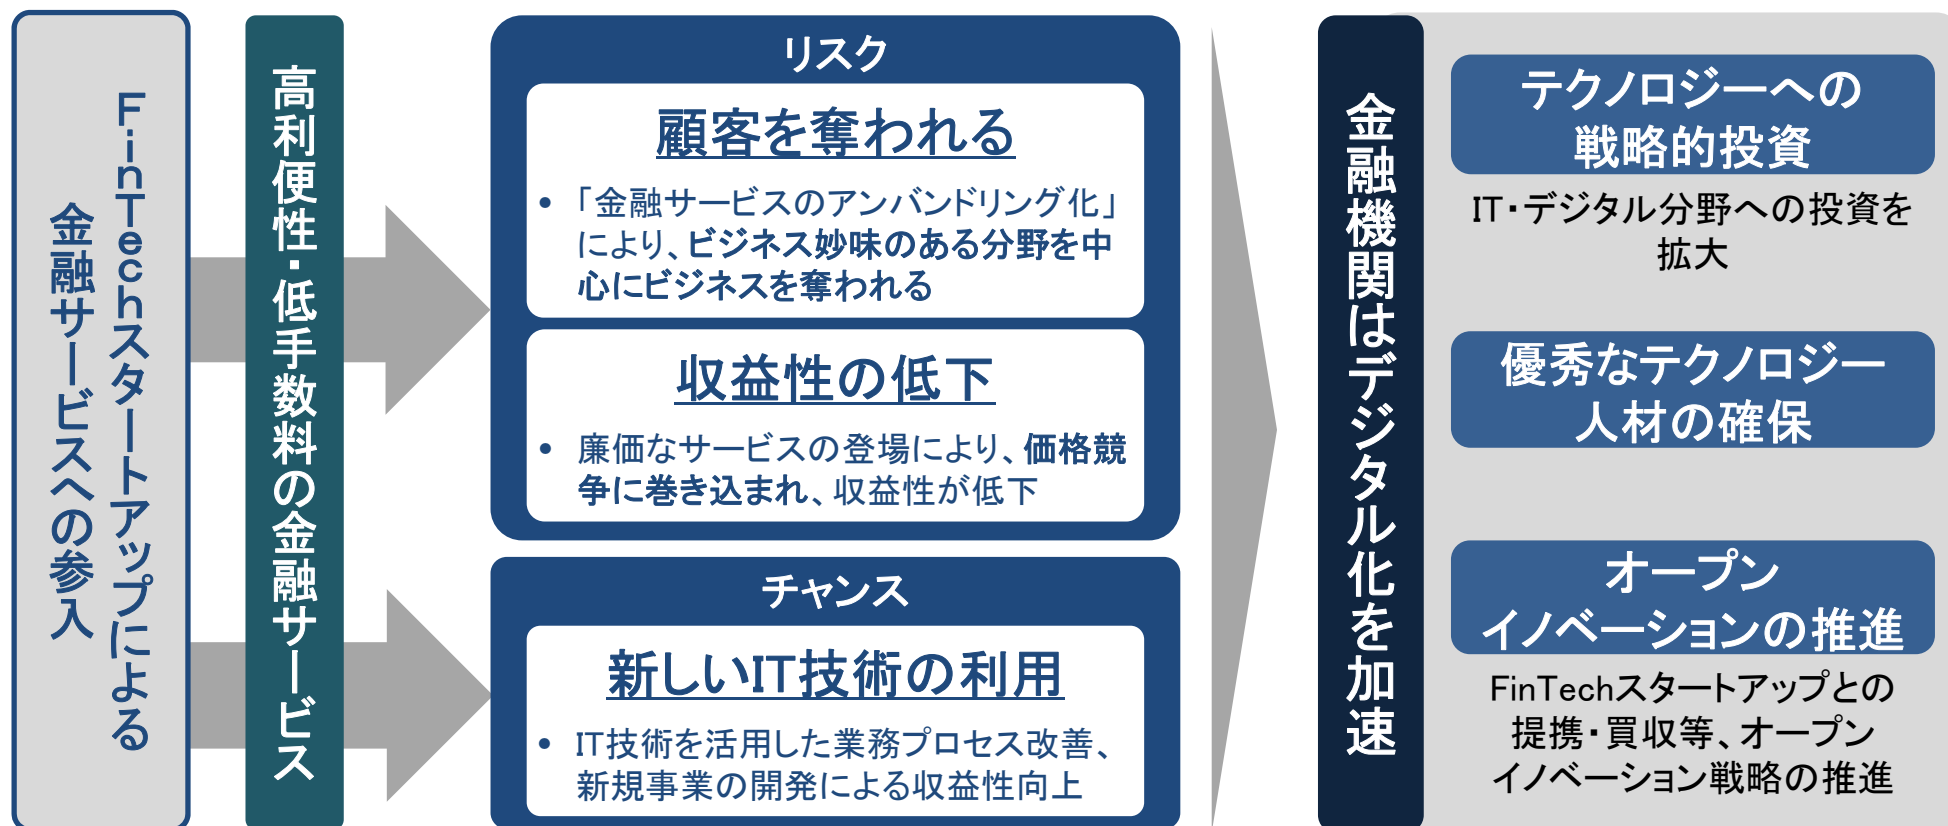 FinTechスタートアップによる
金融サービスへの参入
高利便性・低手数料の金融サービス
リスク
顧客を奪われる
• 「金融サービスのアンバンドリング化」
により、ビジネス妙味のある分野を中
心にビジネスを奪われる
収益性の低下
• 廉価なサービスの登場により、価格競
争に巻き込まれ、収益性が低下
チャンス
新しいIT技術の利用
• IT技術を活用した業務プロセス改善、
新規事業の開発による収益性向上
金融機関はデジタル化を加速
テクノロジーへの
戦略的投資
IT・デジタル分野への投資を
拡大
優秀なテクノロジー
人材の確保
オープン
イノベーションの推進
FinTechスタートアップとの
提携・買収等、オープン
イノベーション戦略の推進